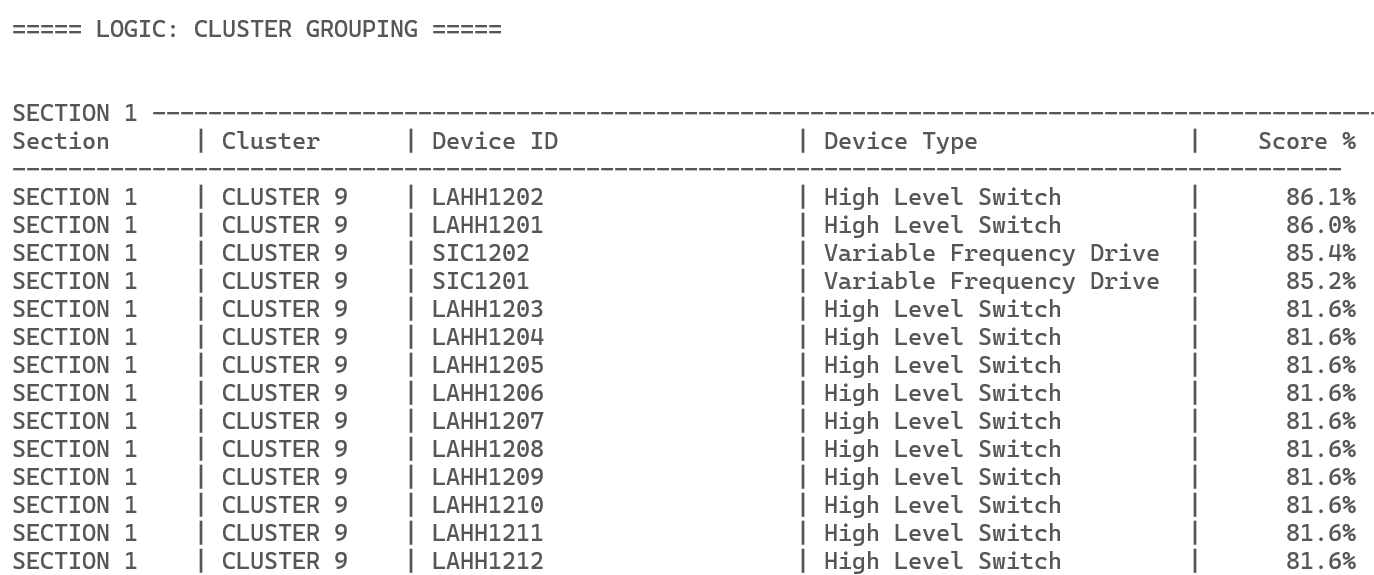 ===== LOGIC: CLUSTER GROUPING =====
SECTION 1 ----------------------------------------------------------------------------------------
Section      | Cluster      | Device ID                 | Device Type              |    Score %
-----------------------------------------------------------------------------------------------
SECTION 1    | CLUSTER 9    | LAHH1202                  | High Level Switch        |      86.1%
SECTION 1    | CLUSTER 9    | LAHH1201                  | High Level Switch        |      86.0%
SECTION 1    | CLUSTER 9    | SIC1202                   | Variable Frequency Drive |      85.4%
SECTION 1    | CLUSTER 9    | SIC1201                   | Variable Frequency Drive |      85.2%
SECTION 1    | CLUSTER 9    | LAHH1203                  | High Level Switch        |      81.6%
SECTION 1    | CLUSTER 9    | LAHH1204                  | High Level Switch        |      81.6%
SECTION 1    | CLUSTER 9    | LAHH1205                  | High Level Switch        |      81.6%
SECTION 1    | CLUSTER 9    | LAHH1206                  | High Level Switch        |      81.6%
SECTION 1    | CLUSTER 9    | LAHH1207                  | High Level Switch        |      81.6%
SECTION 1    | CLUSTER 9    | LAHH1208                  | High Level Switch        |      81.6%
SECTION 1    | CLUSTER 9    | LAHH1209                  | High Level Switch        |      81.6%
SECTION 1    | CLUSTER 9    | LAHH1210                  | High Level Switch        |      81.6%
SECTION 1    | CLUSTER 9    | LAHH1211                  | High Level Switch        |      81.6%
SECTION 1    | CLUSTER 9    | LAHH1212                  | High Level Switch        |      81.6%